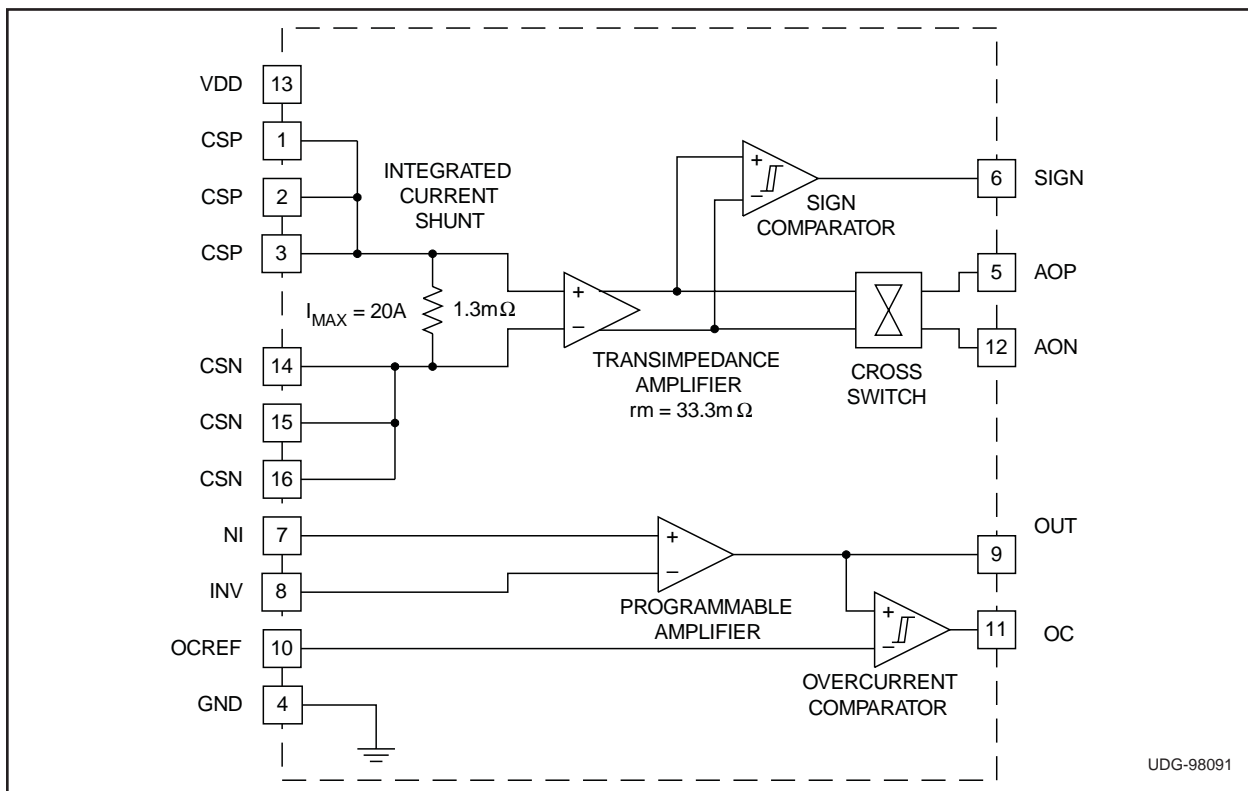 VDD 13
CSP 1
CSP 2
CSP 3
INTEGRATED
CURRENT
SHUNT
I_MAX = 20A
1.3mΩ
CSN 14
CSN 15
CSN 16
NI 7
INV 8
OCREF 10
GND 4
+
–
TRANSIMPEDANCE
AMPLIFIER
rm = 33.3mΩ
+
–
SIGN
COMPARATOR
CROSS
SWITCH
6 SIGN
5 AOP
12 AON
+
–
PROGRAMMABLE
AMPLIFIER
+
–
OVERCURRENT
COMPARATOR
OUT
9
11 OC
UDG-98091